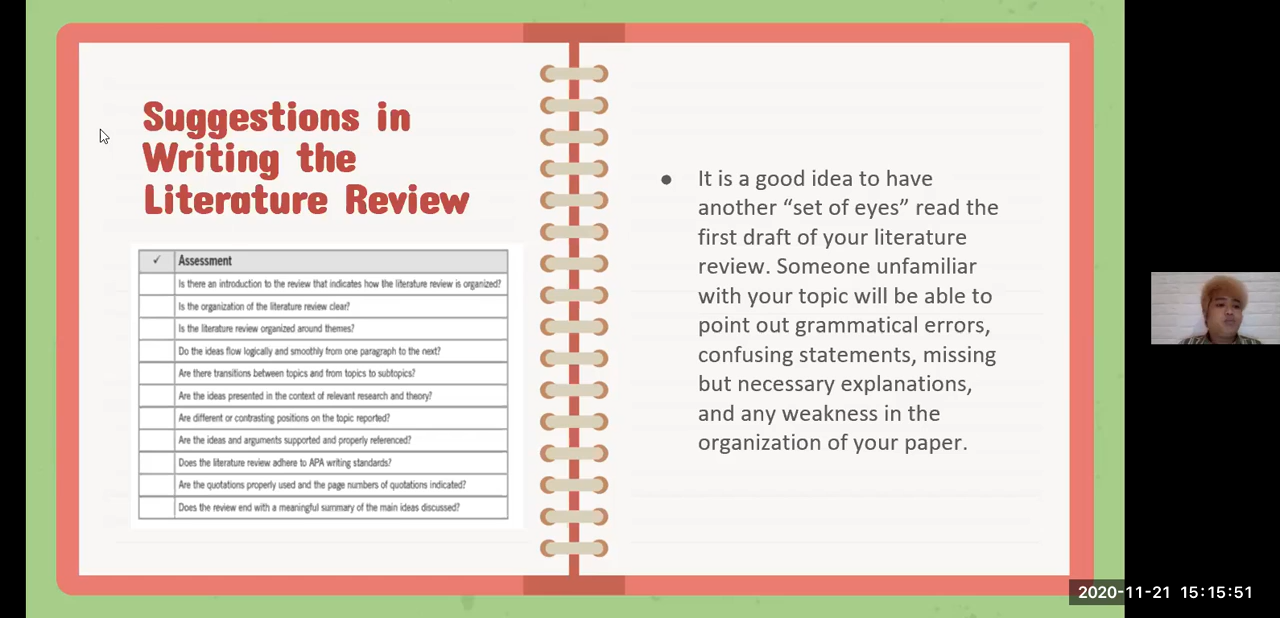 Suggestions in
Writing the
Literature Review
✓ Assessment
Is there an introduction to the review that indicates how the literature review is organized?
Is the organization of the literature review clear?
Is the literature review organized around themes?
Do the ideas flow logically and smoothly from one paragraph to the next?
Are there transitions between topics and from topics to subtopics?
Are the ideas presented in the context of relevant research and theory?
Are different or contrasting positions on the topic reported?
Are the ideas and arguments supported and properly referenced?
Does the literature review adhere to APA writing standards?
Are the quotations properly used and the page numbers of quotations indicated?
Does the review end with a meaningful summary of the main ideas discussed?
● It is a good idea to have
another “set of eyes” read the
first draft of your literature
review. Someone unfamiliar
with your topic will be able to
point out grammatical errors,
confusing statements, missing
but necessary explanations,
and any weakness in the
organization of your paper.
2020-11-21 15:15:51